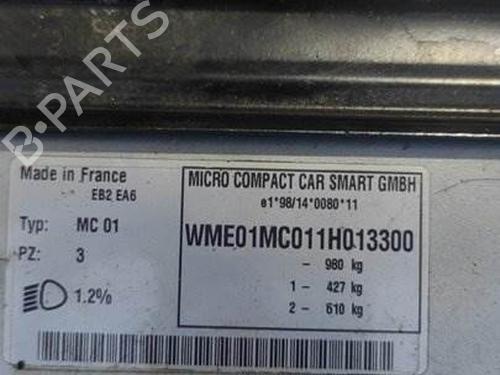 B-PARTS
Made in France
EB2 EA6
Typ: MC 01
PZ: 3
1.2%
MICRO COMPACT CAR SMART GMBH
e1*98/14*0080*11
WME01MC011H013300
- 980 kg
1 - 427 kg
2 - 610 kg